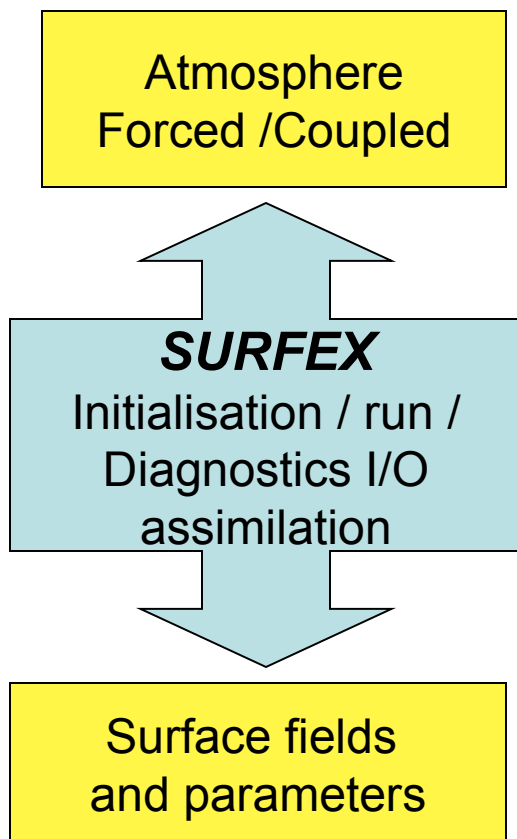 Atmosphere
Forced /Coupled
SURFEX
Initialisation / run /
Diagnostics I/O
assimilation
Surface fields
and parameters